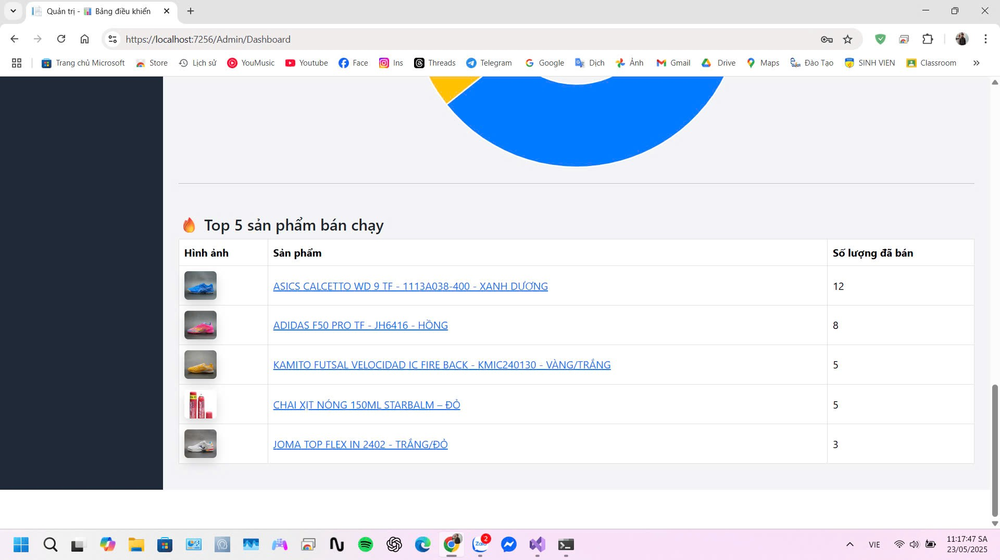 Quản trị - 📊 Bảng điều khiển
https://localhost:7256/Admin/Dashboard
Trang chủ Microsoft
Store
Lịch sử
YouMusic
Youtube
Face
Ins
Threads
Telegram
Google
Dịch
Ảnh
Gmail
Drive
Maps
Đào Tạo
SINH VIEN
Classroom
🔥 Top 5 sản phẩm bán chạy
Hình ảnh Sản phẩm Số lượng đã bán
ASICS CALCETTO WD 9 TF - 1113A038-400 - XANH DƯƠNG 12
ADIDAS F50 PRO TF - JH6416 - HỒNG 8
KAMITO FUTSAL VELOCIDAD IC FIRE BACK - KMIC240130 - VÀNG/TRẮNG 5
CHAI XỊT NÓNG 150ML STARBALM – ĐỎ 5
JOMA TOP FLEX IN 2402 - TRẮNG/ĐỎ 3
Zalo
2
VIE
11:17:47 SA
23/05/2025